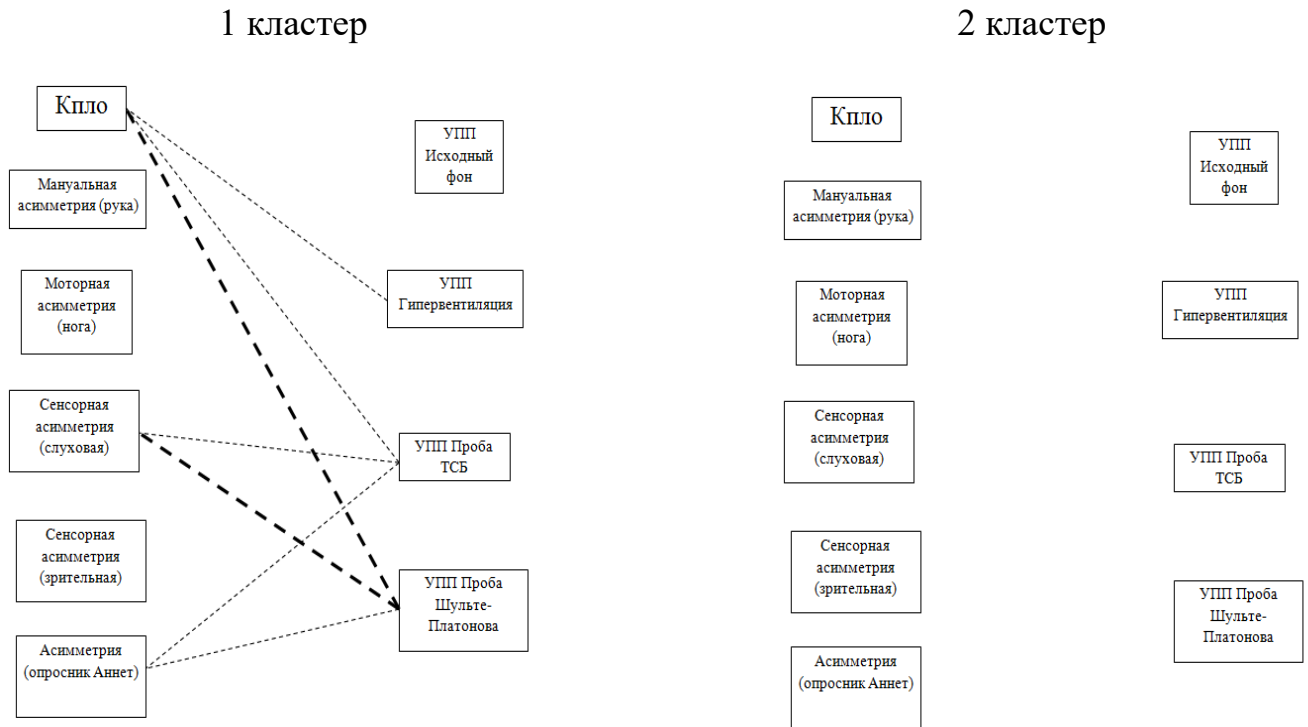 1 кластер
2 кластер
Кпло
Мануальная
асимметрия (рука)
Моторная
асимметрия
(нога)
Сенсорная
асимметрия
(слуховая)
Сенсорная
асимметрия
(зрительная)
Асимметрия
(опросник Аннет)
УПП
Исходный
фон
УПП
Гипервентиляция
УПП Проба
ТСБ
УПП Проба
Шульте-
Платонова
Кпло
Мануальная
асимметрия (рука)
Моторная
асимметрия
(нога)
Сенсорная
асимметрия
(слуховая)
Сенсорная
асимметрия
(зрительная)
Асимметрия
(опросник Аннет)
УПП
Исходный
фон
УПП
Гипервентиляция
УПП Проба
ТСБ
УПП Проба
Шульте-
Платонова